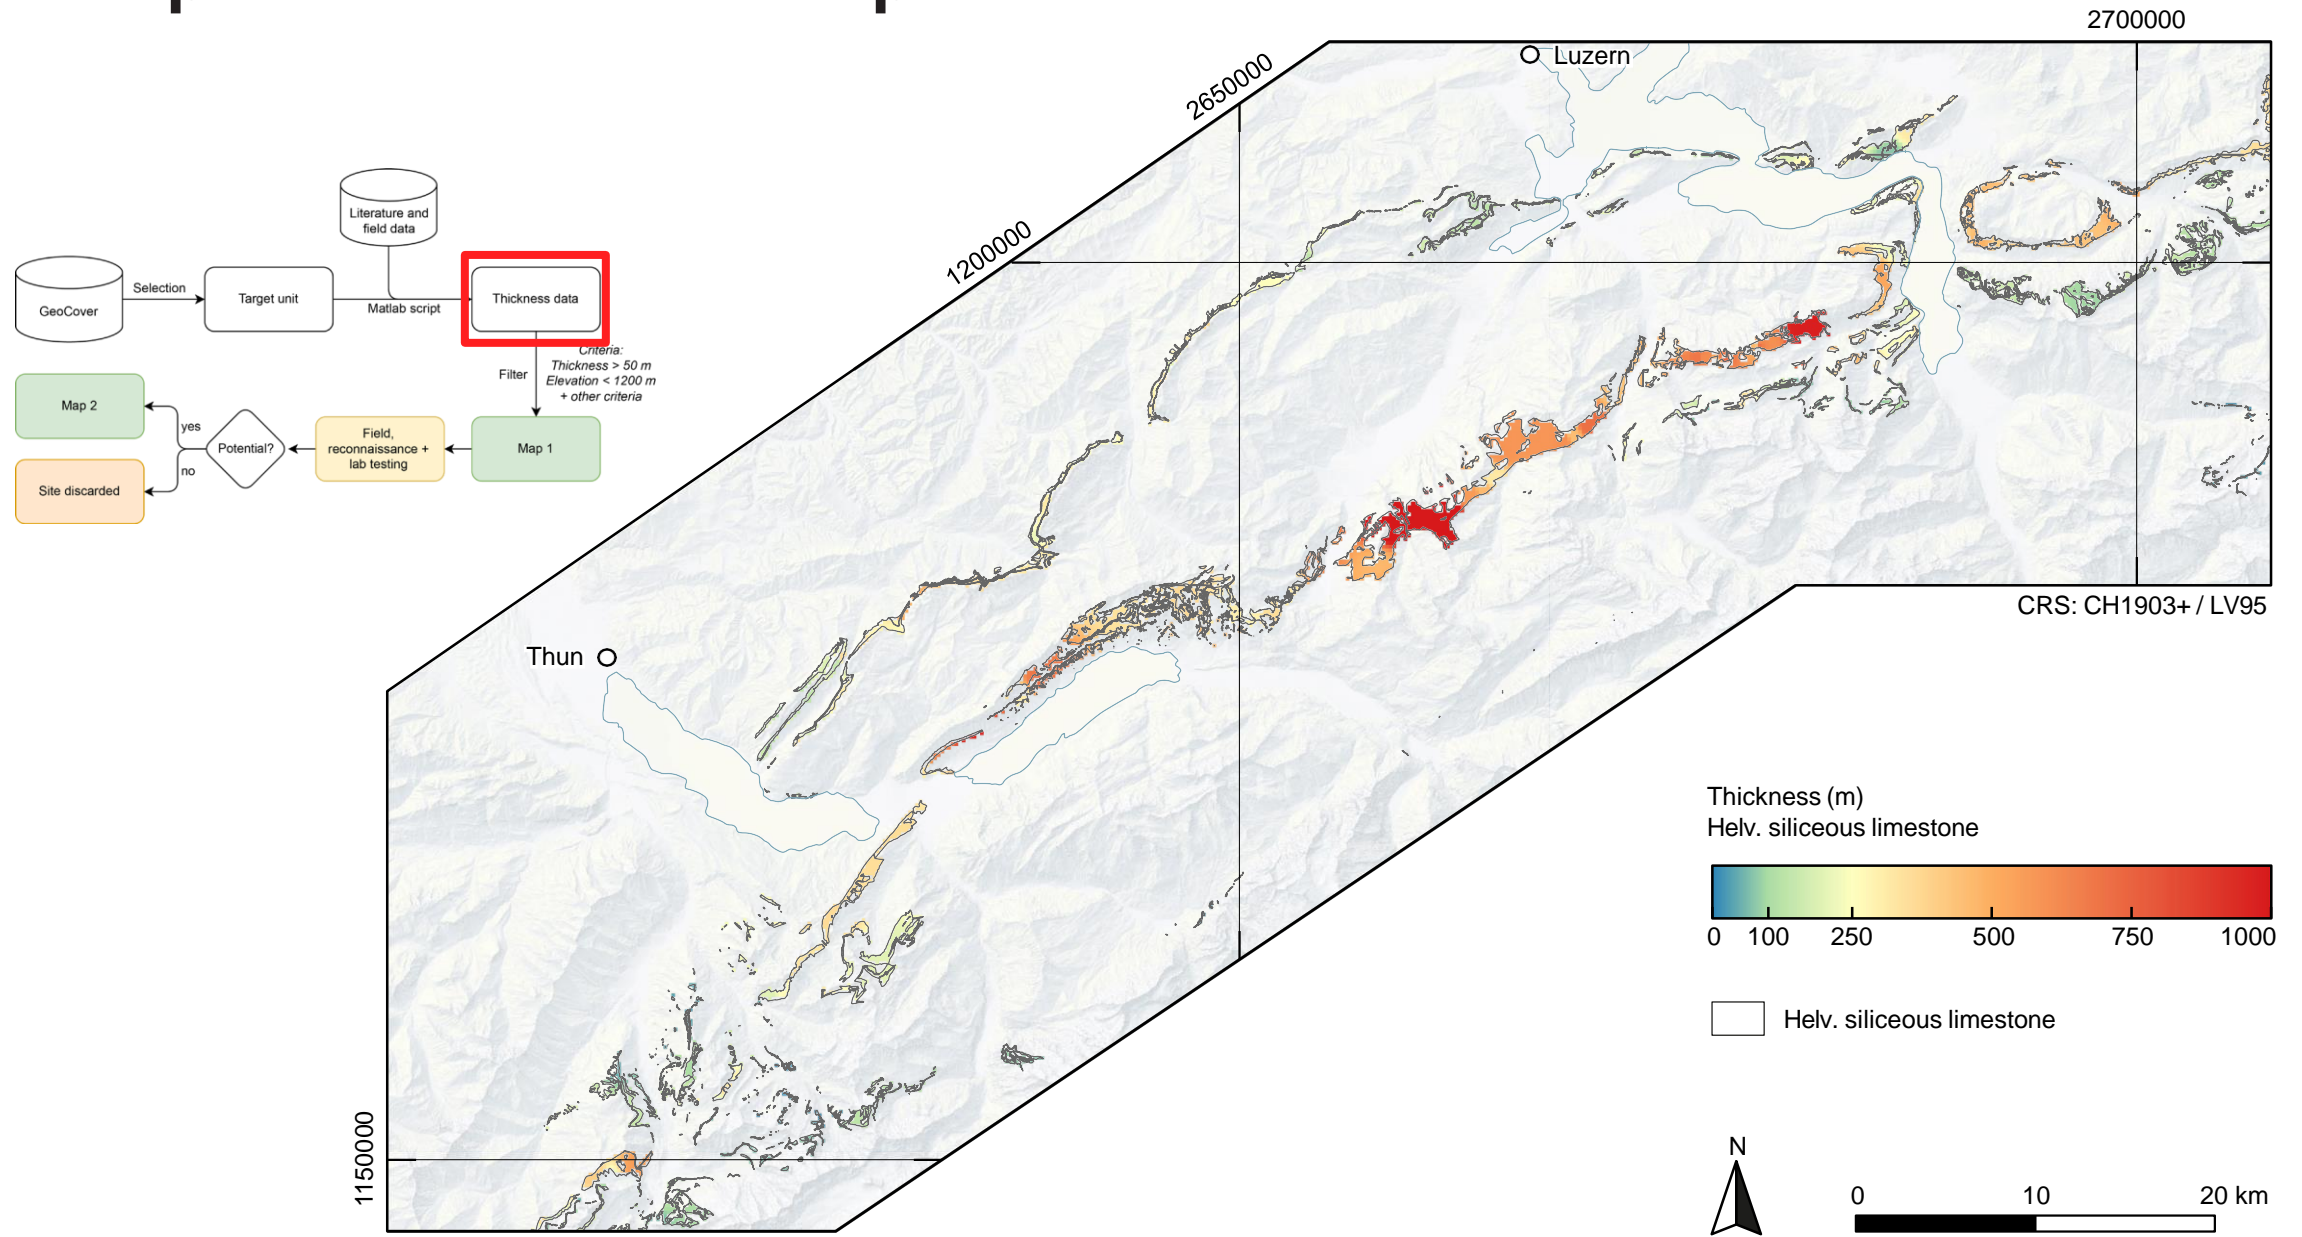 2700000
Luzern
2650000
1200000
Literature and
field data
GeoCover
Selection
Target unit
Matlab script
Thickness data
Criteria:
Thickness > 50 m
Elevation < 1200 m
+ other criteria
Filter
Map 2
yes
Potential?
no
Field,
reconnaissance +
lab testing
Map 1
Site discarded
CRS: CH1903+ / LV95
Thun
Thickness (m)
Helv. siliceous limestone
0 100 250 500 750 1000
Helv. siliceous limestone
1150000
N
0 10 20 km